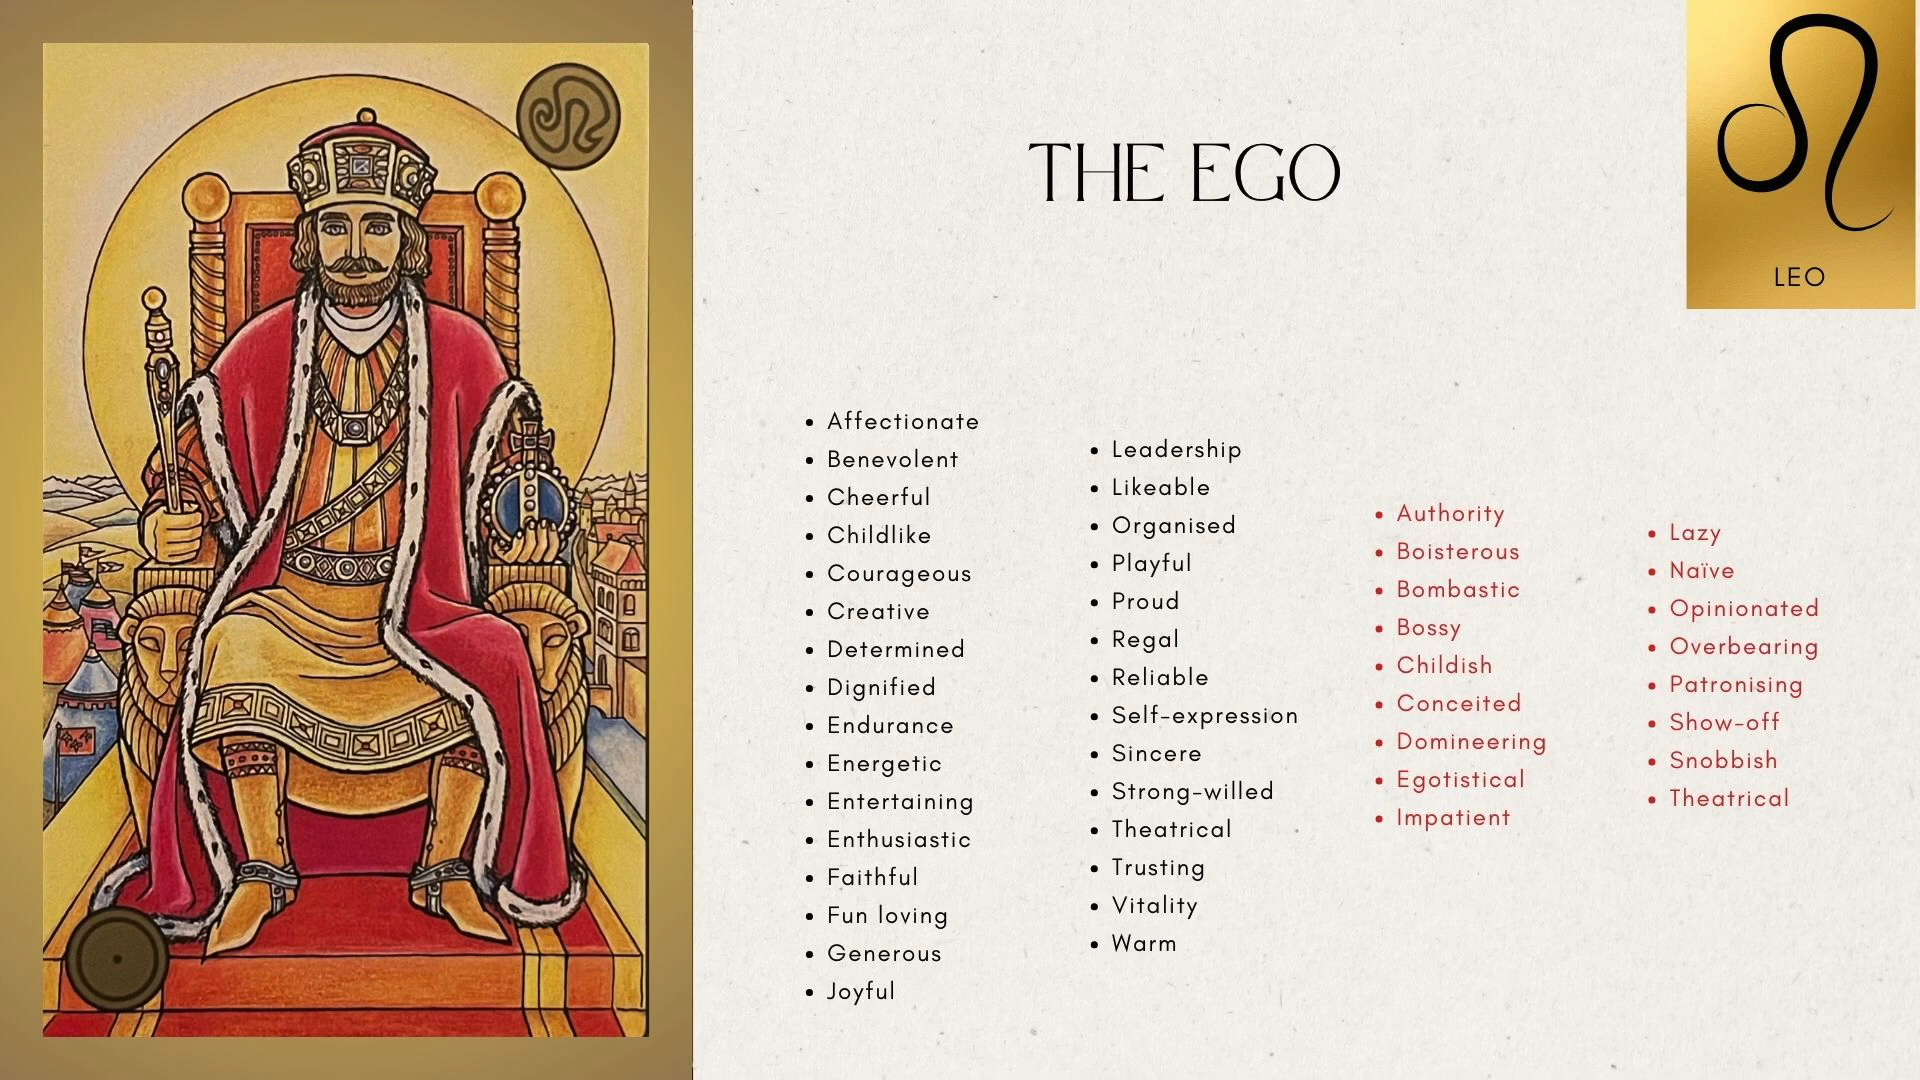 THE EGO
LEO
Affectionate
Benevolent
Cheerful
Childlike
Courageous
Creative
Determined
Dignified
Endurance
Energetic
Entertaining
Enthusiastic
Faithful
Fun loving
Generous
Joyful
Leadership
Likeable
Organised
Playful
Proud
Regal
Reliable
Self-expression
Sincere
Strong-willed
Theatrical
Trusting
Vitality
Warm
Authority
Boisterous
Bombastic
Bossy
Childish
Conceited
Domineering
Egotistical
Impatient
Lazy
Naïve
Opinionated
Overbearing
Patronising
Show-off
Snobbish
Theatrical